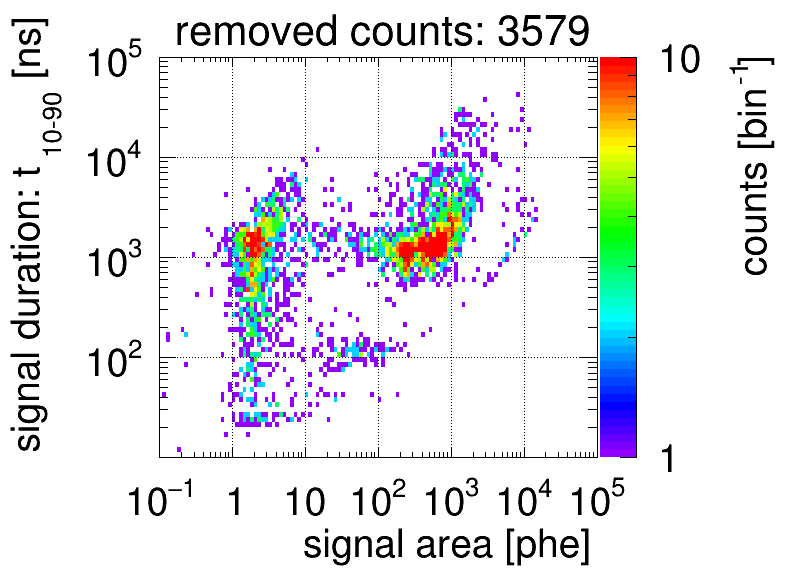 removed counts: 3579
signal duration: t 10-90 [ns]
10^5
10^4
10^3
10^2
10^−1 1 10 10^2 10^3 10^4 10^5
signal area [phe]
10
1
counts [bin^-1]